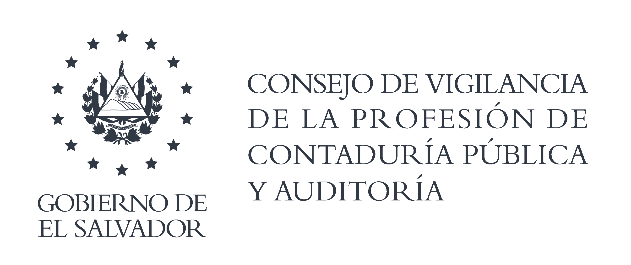 GOBIERNO DE
EL SALVADOR
CONSEJO DE VIGILANCIA
DE LA PROFESIÓN DE
CONTADURÍA PÚBLICA
Y AUDITORÍA